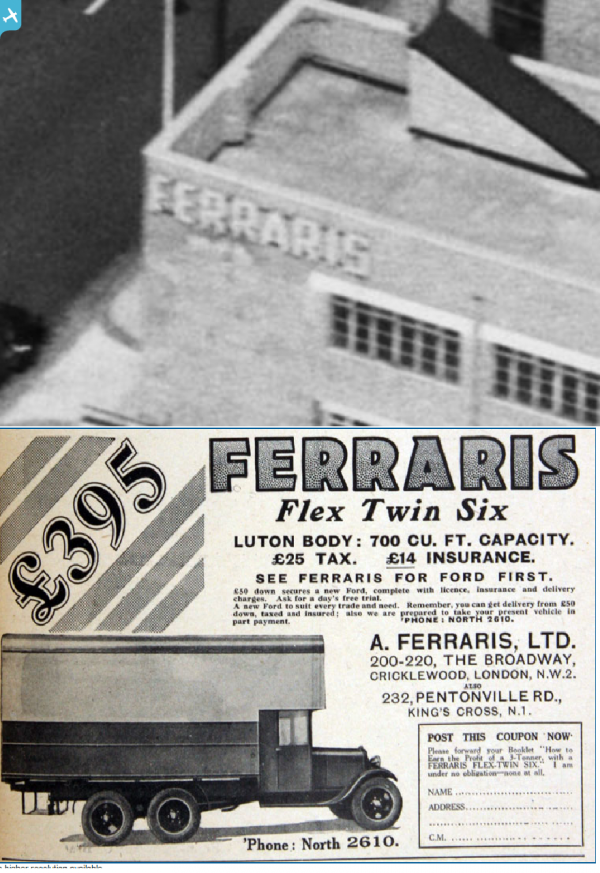 FERRARIS
£395
FERRARIS
Flex Twin Six
LUTON BODY: 700 CU. FT. CAPACITY.
£25 TAX. £14 INSURANCE.
SEE FERRARIS FOR FORD FIRST.
£50 down secures a new Ford, complete with licence, insurance and delivery
charges. Ask for a day's free trial.
A new Ford to suit every trade and need. Remember, you can get delivery from £50
down, taxed and insured; also we are prepared to take your present vehicle in
part payment. 'PHONE: NORTH 2610.
A. FERRARIS, LTD.
200-220, THE BROADWAY,
CRICKLEWOOD, LONDON, N.W.2.
ALSO
232, PENTONVILLE RD.,
KING'S CROSS, N.1.
POST THIS COUPON NOW
Please forward your Booklet "How to
Earn the Profit of a 3-Tonner, with a
FERRARIS FLEX-TWIN SIX." I am
under no obligation—none at all.
NAME
ADDRESS
C.M.
'Phone: North 2610.
higher resolution available